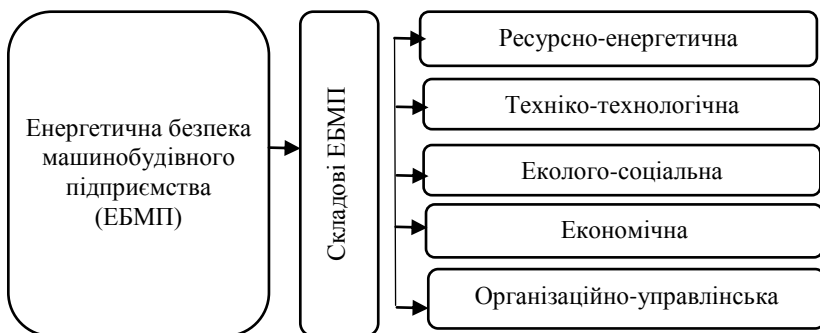 Енергетична безпека
машинобудівного
підприємства
(ЕБМП)
Складові ЕБМП
Ресурсно-енергетична
Техніко-технологічна
Еколого-соціальна
Економічна
Організаційно-управлінська